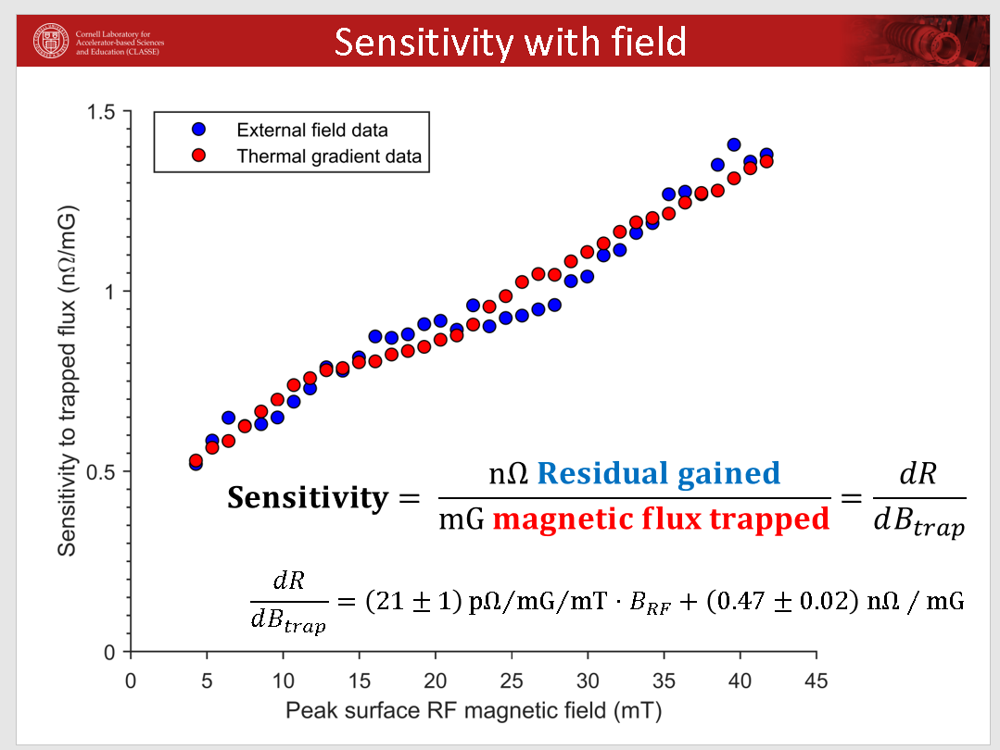 Cornell Laboratory for
Accelerator-based Sciences
and Education (CLASSE)
Sensitivity with field
External field data
Thermal gradient data
Sensitivity to trapped flux (nΩ/mG)
1.5
1
0.5
0
Sensitivity = nΩ Residual gained / mG magnetic flux trapped = dR / dB_trap
dR / dB_trap = (21 ± 1) pΩ/mG/mT · B_RF + (0.47 ± 0.02) nΩ / mG
0 5 10 15 20 25 30 35 40 45
Peak surface RF magnetic field (mT)